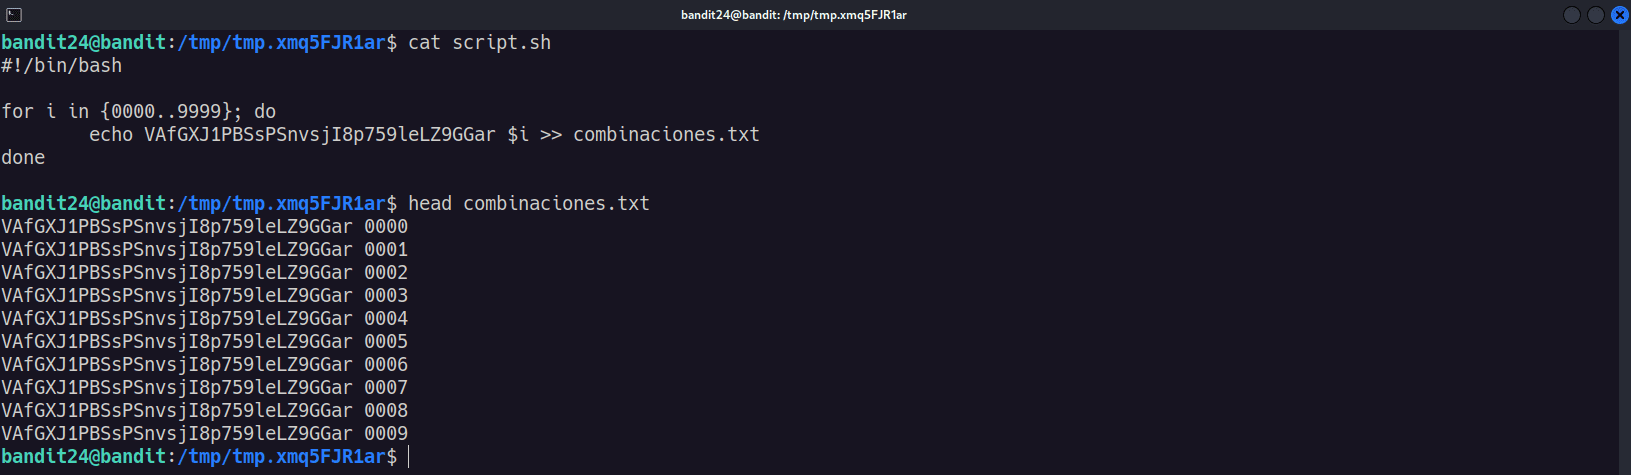 bandit24@bandit: /tmp/tmp.xmq5FJR1ar
bandit24@bandit:/tmp/tmp.xmq5FJR1ar$ cat script.sh
#!/bin/bash
for i in {0000..9999}; do
        echo VAfGXJ1PBSsPSnvsjI8p759leLZ9GGar $i >> combinaciones.txt
done
bandit24@bandit:/tmp/tmp.xmq5FJR1ar$ head combinaciones.txt
VAfGXJ1PBSsPSnvsjI8p759leLZ9GGar 0000
VAfGXJ1PBSsPSnvsjI8p759leLZ9GGar 0001
VAfGXJ1PBSsPSnvsjI8p759leLZ9GGar 0002
VAfGXJ1PBSsPSnvsjI8p759leLZ9GGar 0003
VAfGXJ1PBSsPSnvsjI8p759leLZ9GGar 0004
VAfGXJ1PBSsPSnvsjI8p759leLZ9GGar 0005
VAfGXJ1PBSsPSnvsjI8p759leLZ9GGar 0006
VAfGXJ1PBSsPSnvsjI8p759leLZ9GGar 0007
VAfGXJ1PBSsPSnvsjI8p759leLZ9GGar 0008
VAfGXJ1PBSsPSnvsjI8p759leLZ9GGar 0009
bandit24@bandit:/tmp/tmp.xmq5FJR1ar$